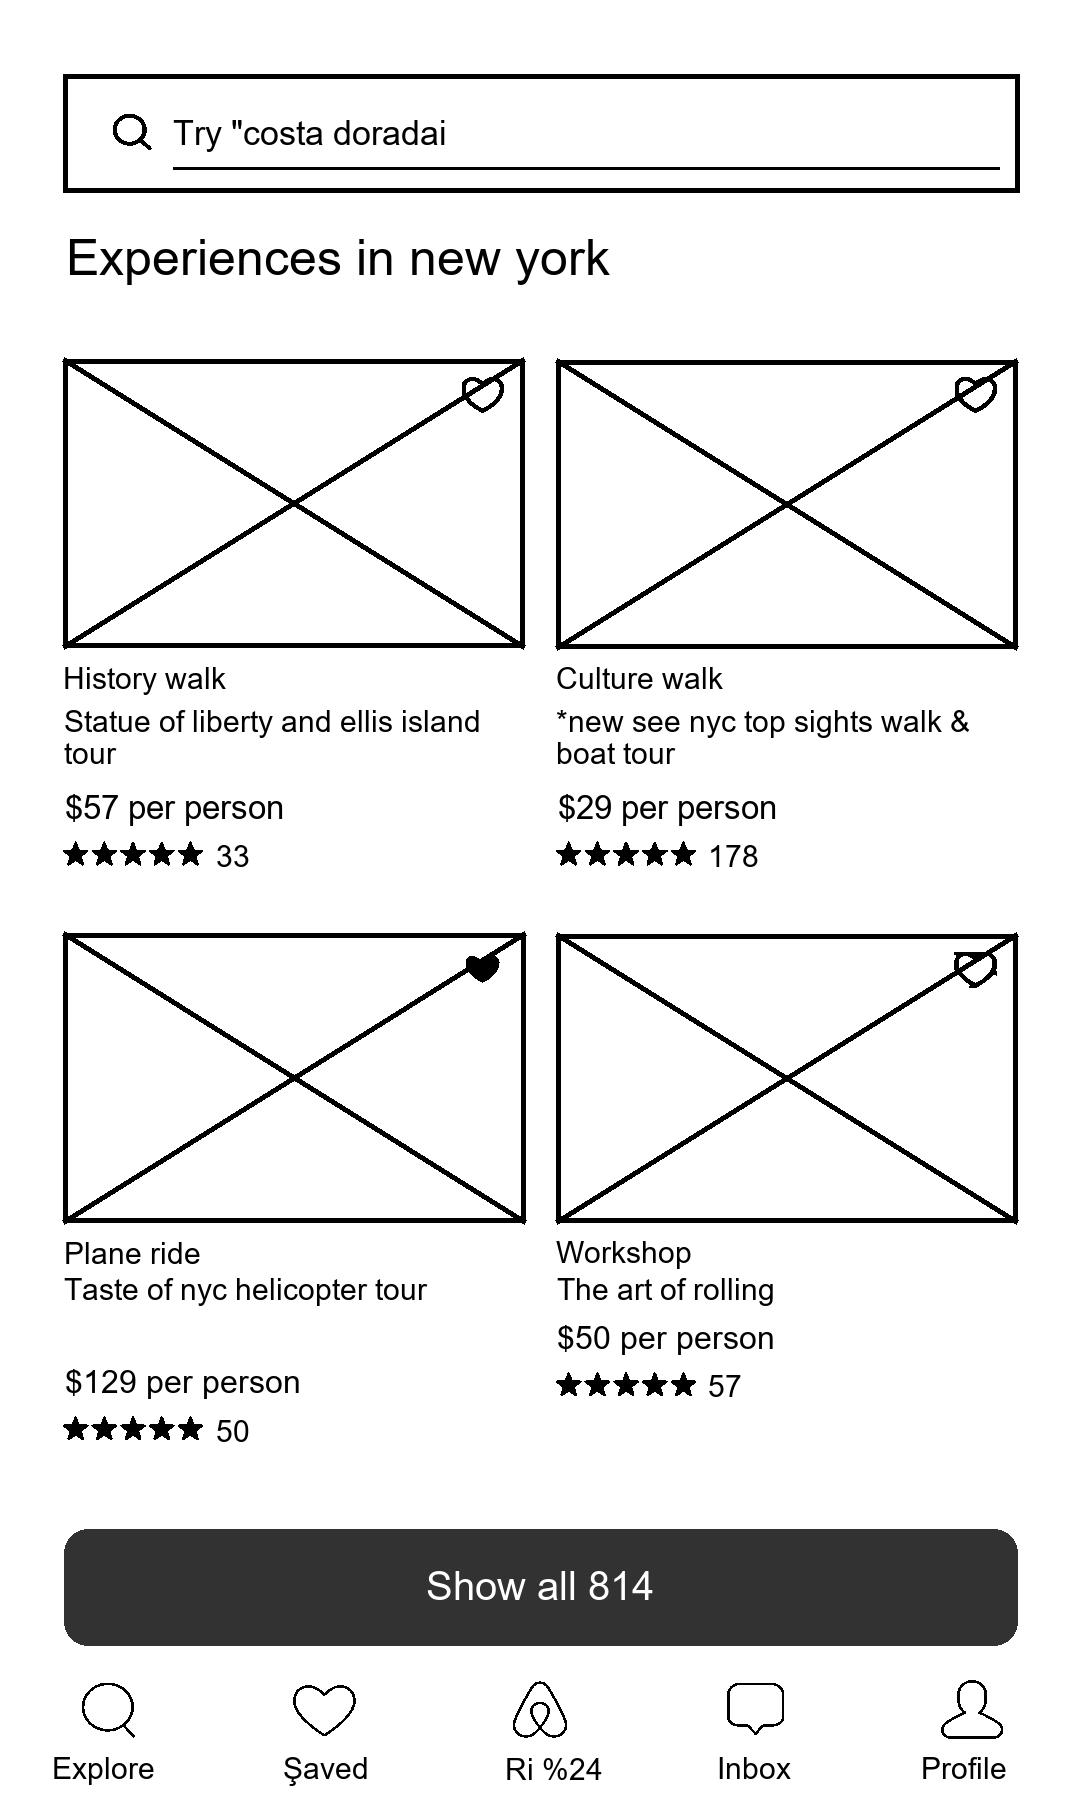 Try "costa doradai
Experiences in new york
History walk
Statue of liberty and ellis island
tour
$57 per person
33
Culture walk
*new see nyc top sights walk &
boat tour
$29 per person
178
Plane ride
Taste of nyc helicopter tour
$129 per person
50
Workshop
The art of rolling
$50 per person
57
Show all 814
Explore
Şaved
Ri %24
Inbox
Profile